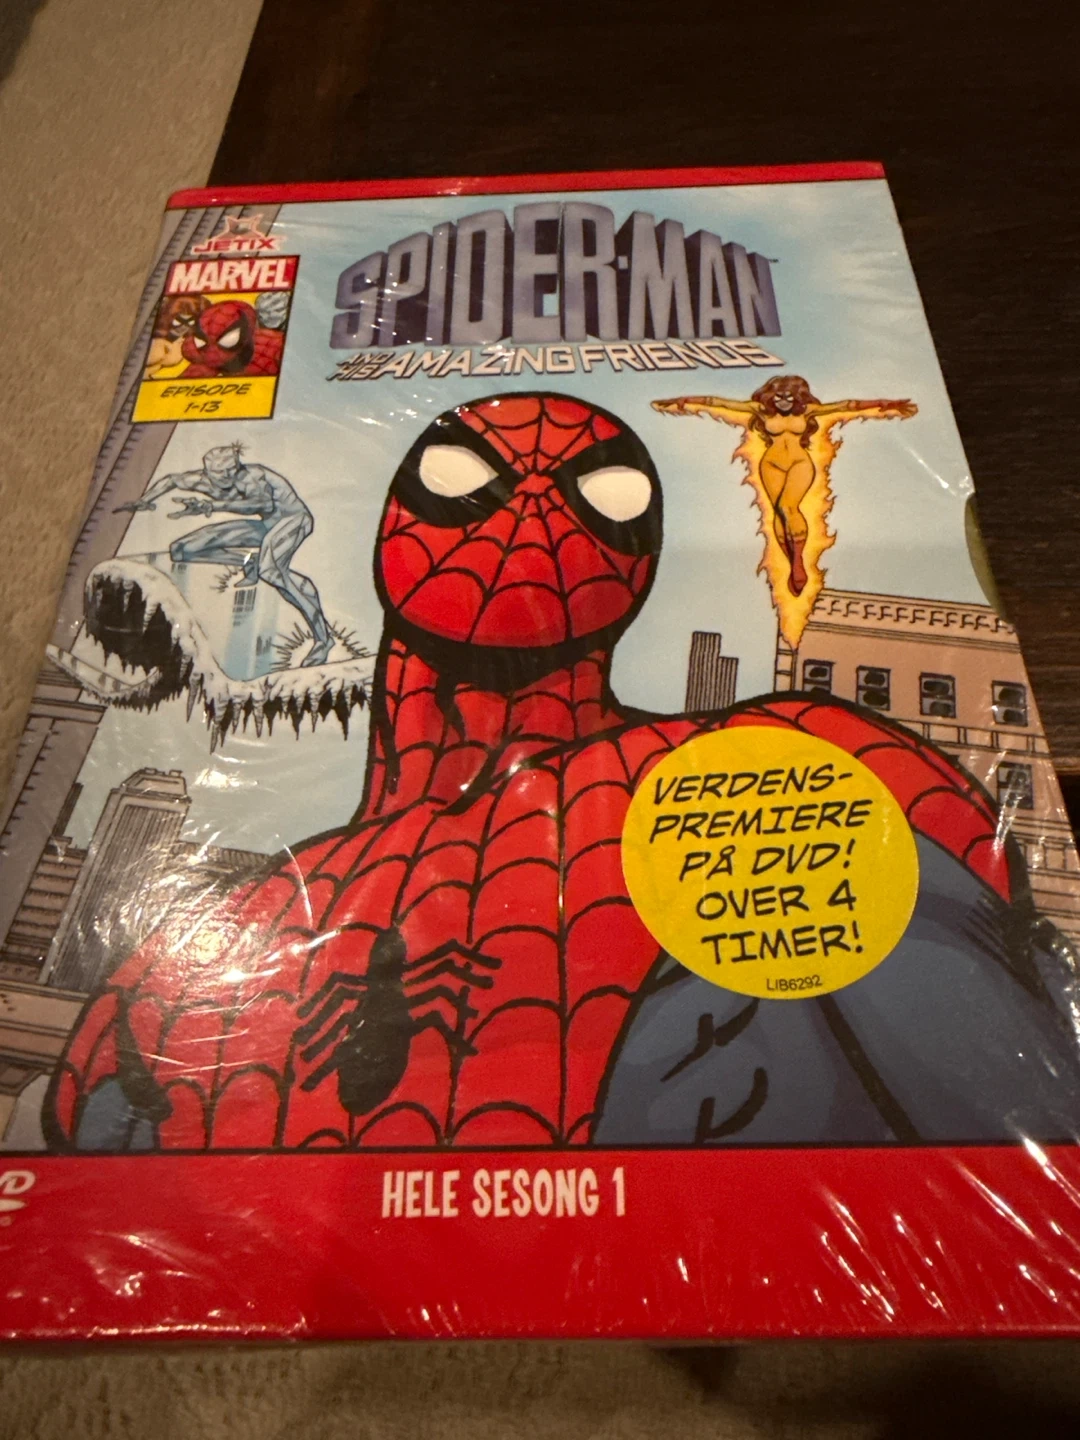 JETIX
MARVEL
EPISODE
1-13
SPIDER-MAN™
AND HIS AMAZING FRIENDS
VERDENS-
PREMIERE
PÅ DVD!
OVER 4
TIMER!
LIB6292
HELE SESONG 1